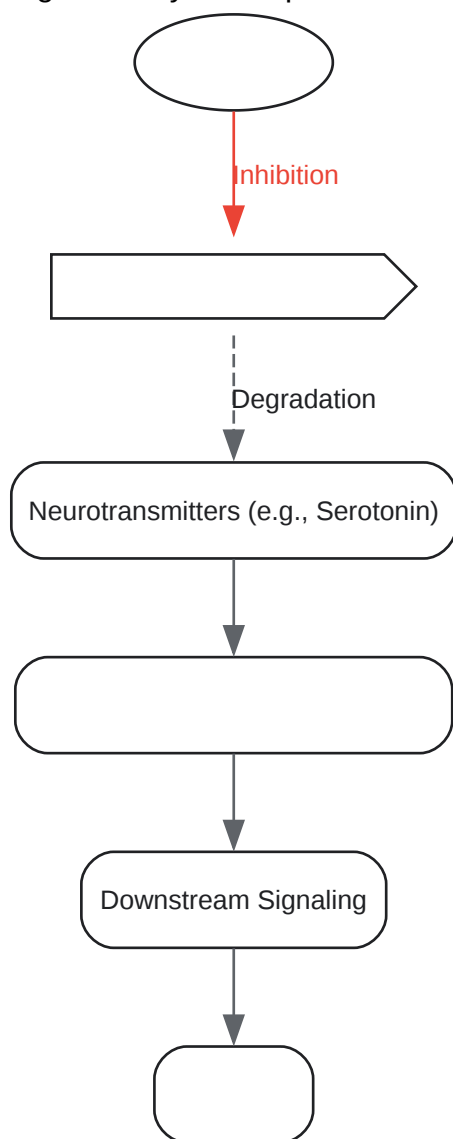 Inhibition
Degradation
Neurotransmitters (e.g., Serotonin)
Downstream Signaling